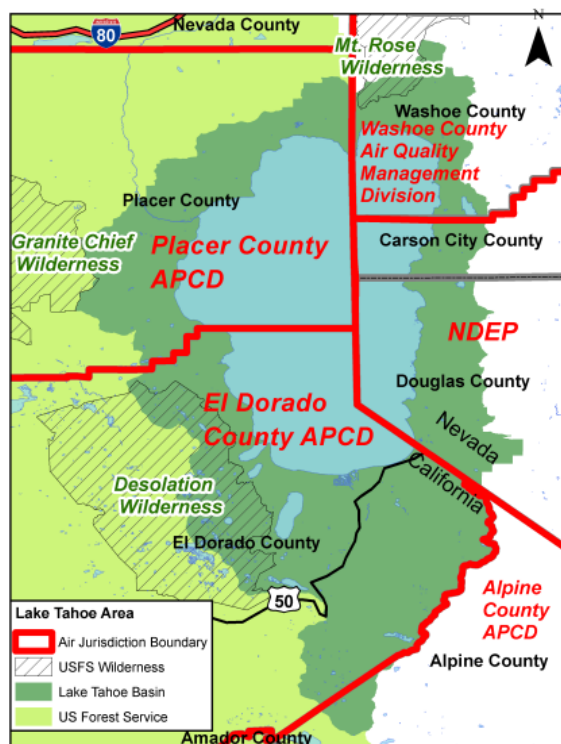 Nevada County
80
N
Mt. Rose
Wilderness
Washoe County
Washoe County
Air Quality
Management
Division
Placer County
Granite Chief
Wilderness
Placer County
APCD
Carson City County
NDEP
Douglas County
El Dorado
County APCD
Nevada
California
Desolation
Wilderness
El Dorado County
50
Alpine
County
APCD
Alpine County
Lake Tahoe Area
Air Jurisdiction Boundary
USFS Wilderness
Lake Tahoe Basin
US Forest Service
Amador County